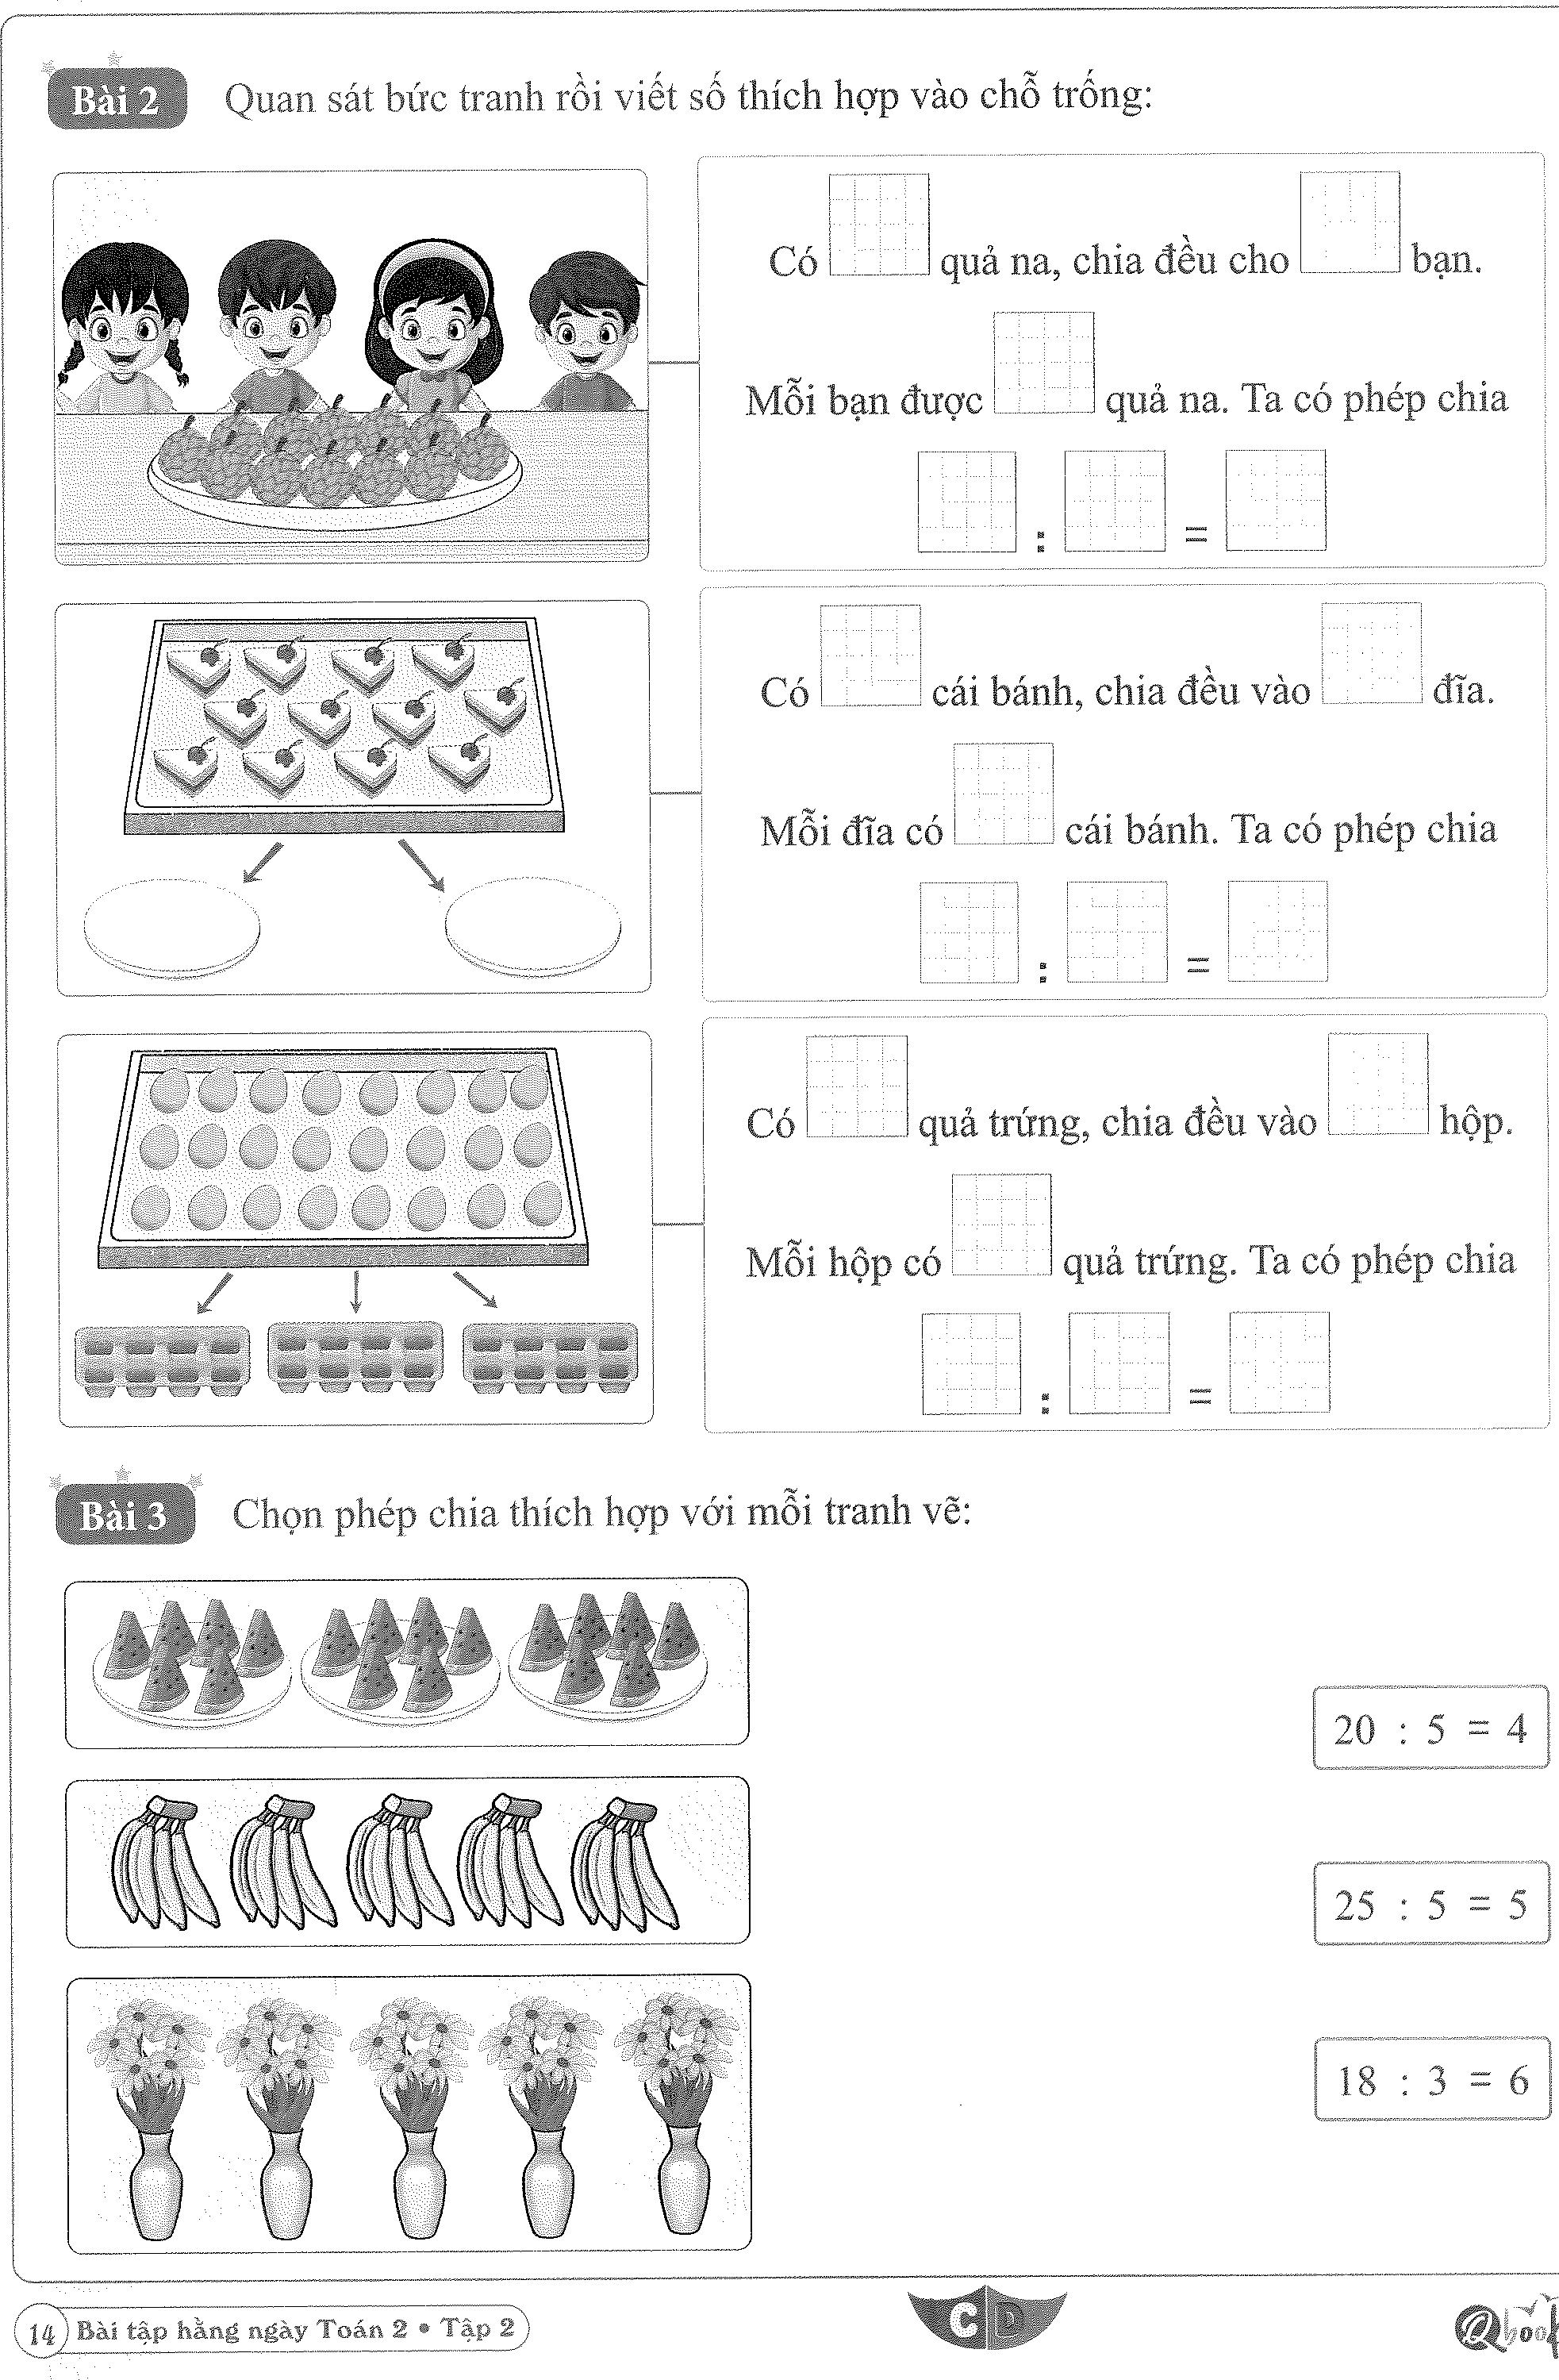 Bài 2 Quan sát bức tranh rồi viết số thích hợp vào chỗ trống:
Có quả na, chia đều cho bạn.
Mỗi bạn được quả na. Ta có phép chia
: =
Có cái bánh, chia đều vào đĩa.
Mỗi đĩa có cái bánh. Ta có phép chia
: =
Có quả trứng, chia đều vào hộp.
Mỗi hộp có quả trứng. Ta có phép chia
: =
Bài 3 Chọn phép chia thích hợp với mỗi tranh vẽ:
20 : 5 = 4
25 : 5 = 5
18 : 3 = 6
14 Bài tập hằng ngày Toán 2 • Tập 2
CD
Qbook